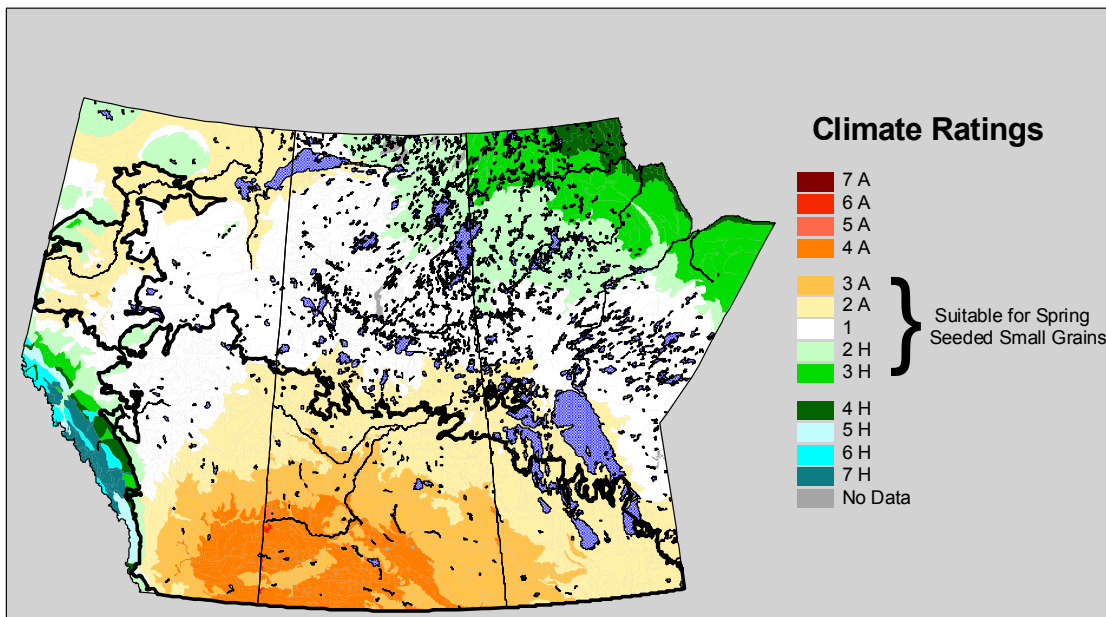 Climate Ratings
7 A
6 A
5 A
4 A
3 A
2 A
1
2 H
3 H
Suitable for Spring
Seeded Small Grains
4 H
5 H
6 H
7 H
No Data